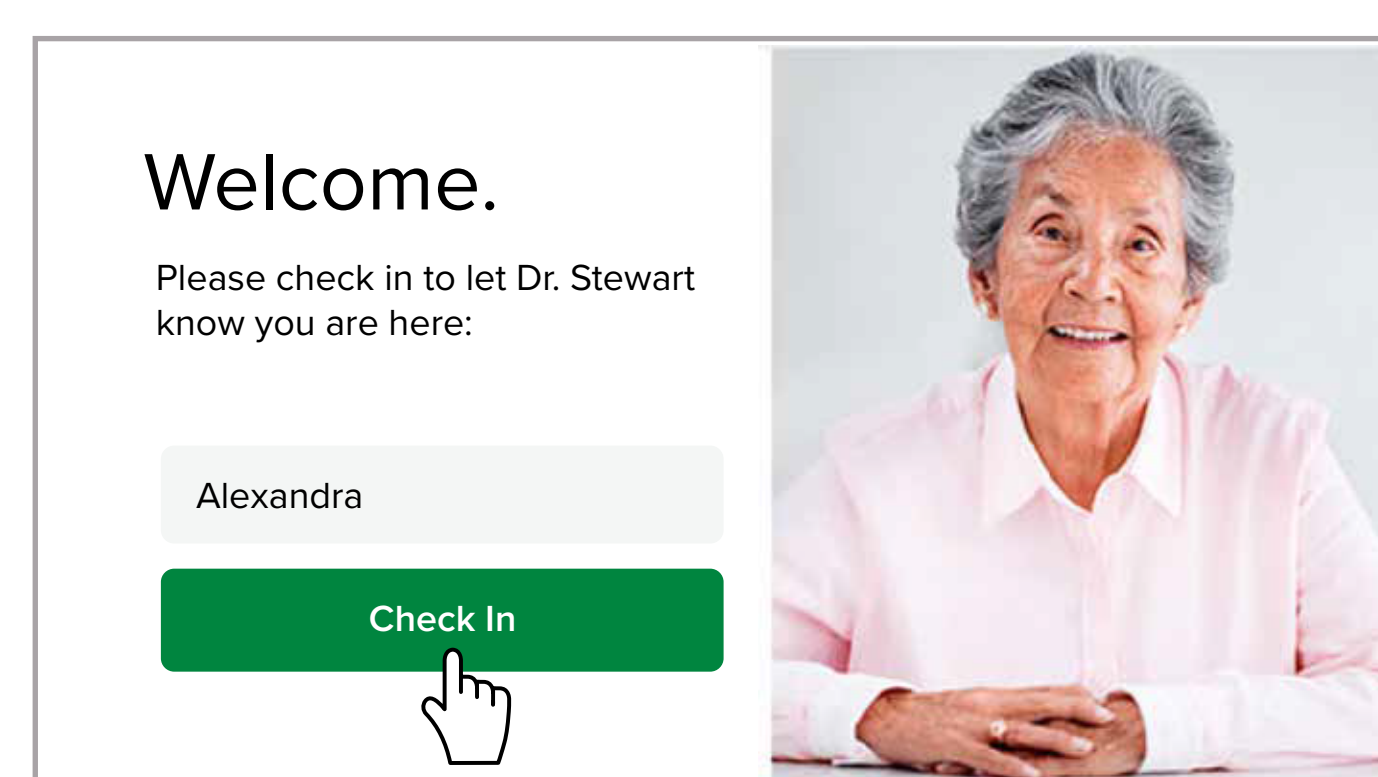 Welcome.
Please check in to let Dr. Stewart
know you are here:
Alexandra
Check In